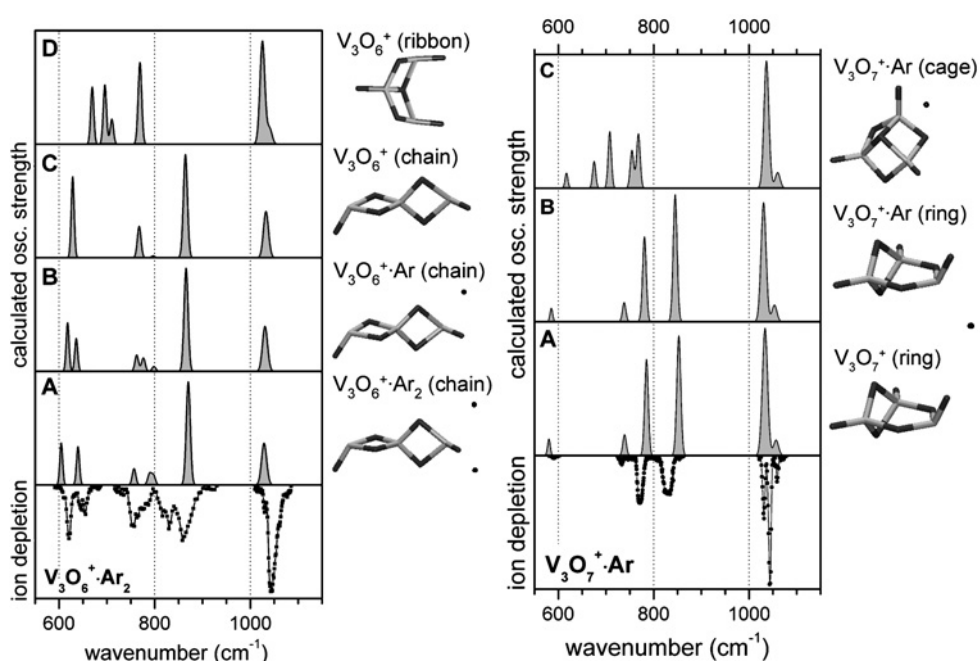 D
V₃O₆⁺ (ribbon)
C
V₃O₆⁺ (chain)
B
V₃O₆⁺·Ar (chain)
A
V₃O₆⁺·Ar₂ (chain)
calculated osc. strength
ion depletion
V₃O₆⁺·Ar₂
600 800 1000
wavenumber (cm⁻¹)
600 800 1000
C
V₃O₇⁺·Ar (cage)
B
V₃O₇⁺·Ar (ring)
A
V₃O₇⁺ (ring)
calculated osc. strength
ion depletion
V₃O₇⁺·Ar
600 800 1000
wavenumber (cm⁻¹)